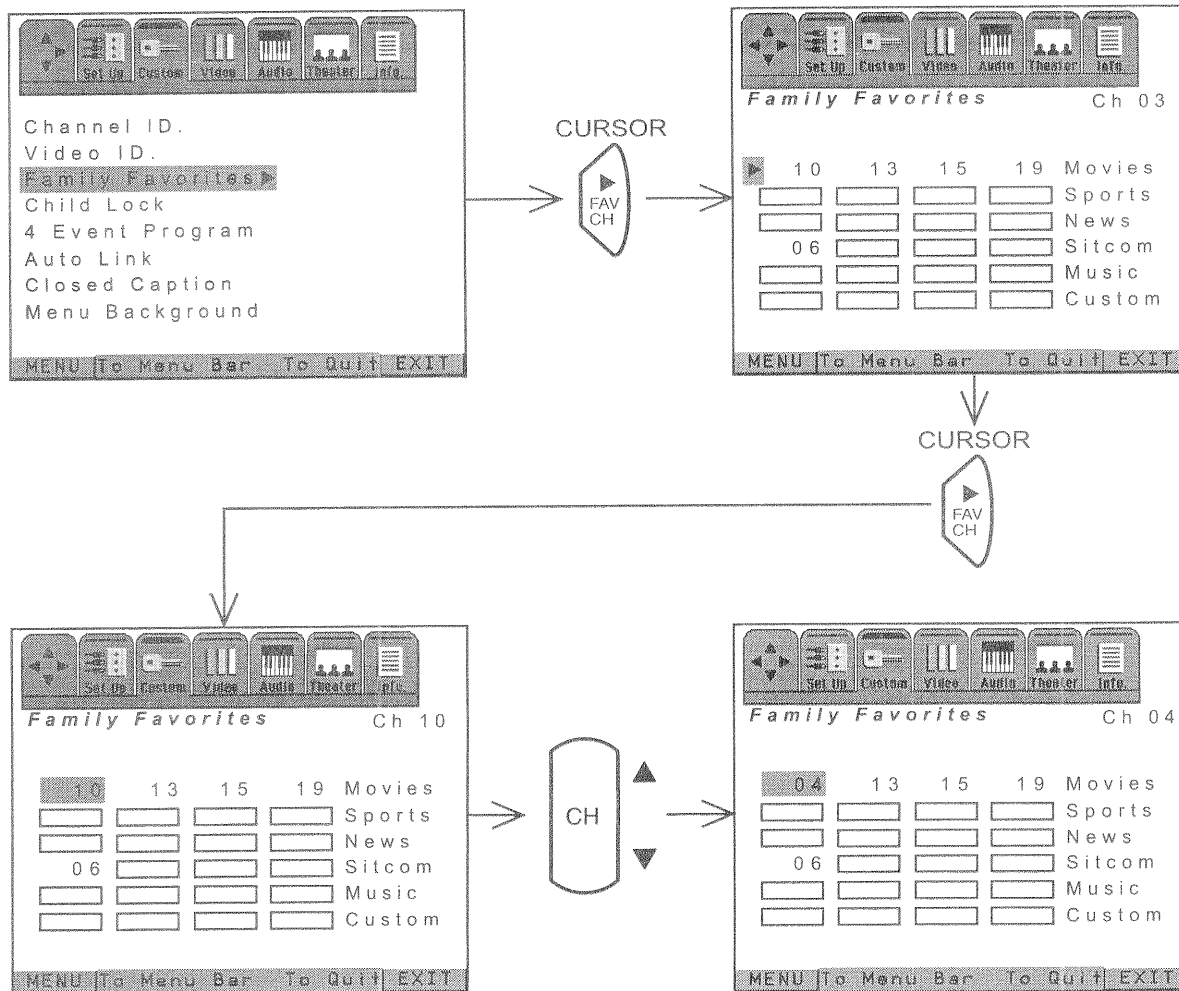 Set Up Custom Video Audio Theater Info.
Channel ID.
Video ID.
Family Favorites
Child Lock
4 Event Program
Auto Link
Closed Caption
Menu Background
MENU To Menu Bar To Quit EXIT
CURSOR
FAV
CH
Set Up Custom Video Audio Theater Info.
Family Favorites Ch 03
10 13 15 19 Movies
Sports
News
06 Sitcom
Music
Custom
MENU To Menu Bar To Quit EXIT
CURSOR
FAV
CH
Set Up Custom Video Audio Theater Info.
Family Favorites Ch 10
10 13 15 19 Movies
Sports
News
06 Sitcom
Music
Custom
MENU To Menu Bar To Quit EXIT
CH
Set Up Custom Video Audio Theater Info.
Family Favorites Ch 04
04 13 15 19 Movies
Sports
News
06 Sitcom
Music
Custom
MENU To Menu Bar To Quit EXIT